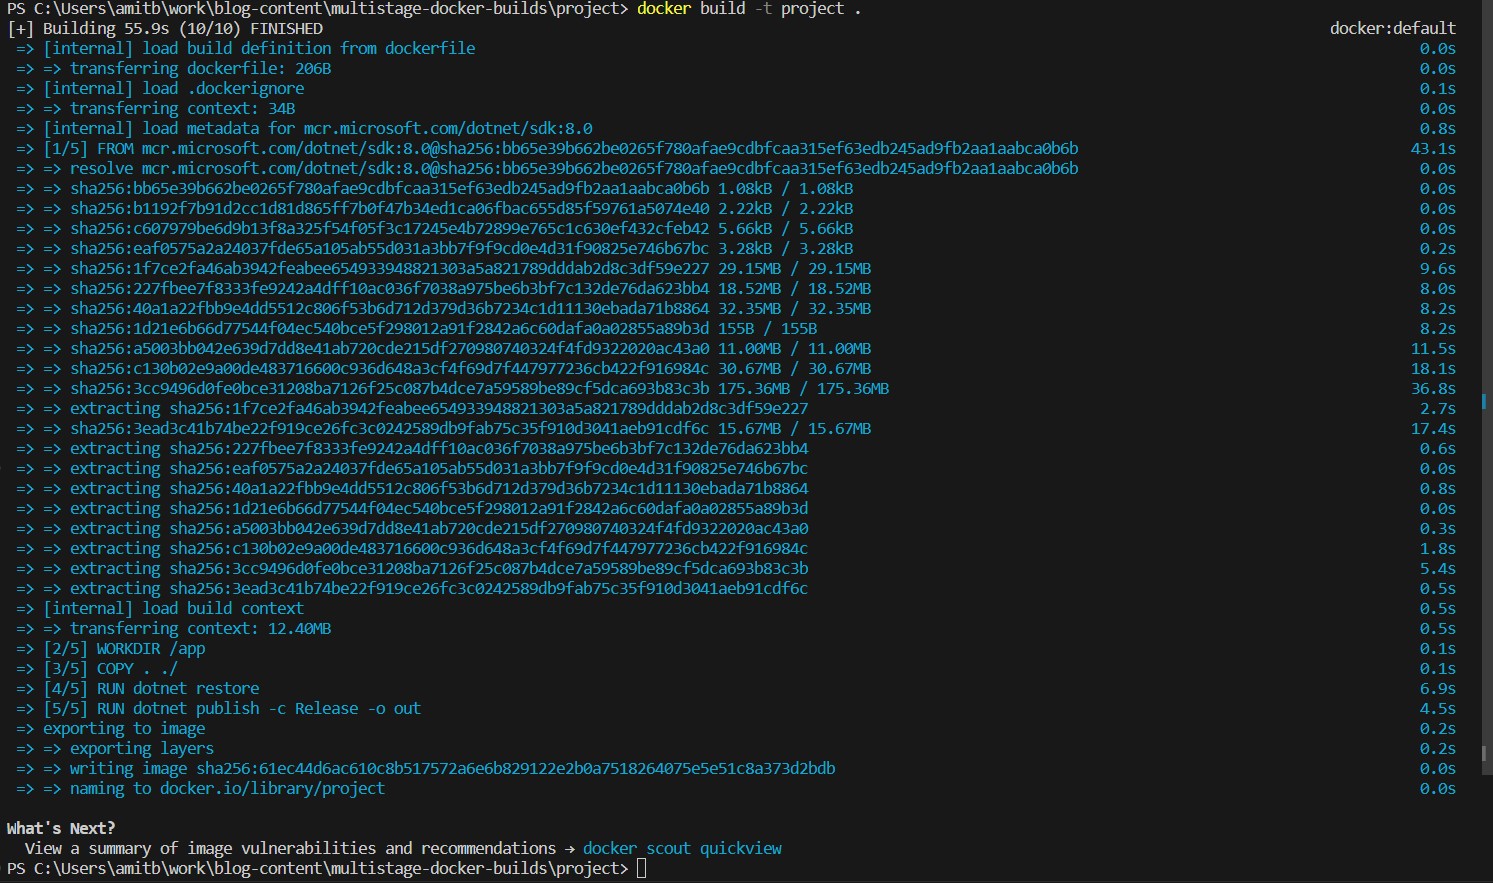 PS C:\Users\amitb\work\blog-content\multistage-docker-builds\project> docker build -t project .
[+] Building 55.9s (10/10) FINISHED docker:default
=> [internal] load build definition from dockerfile 0.0s
=> => transferring dockerfile: 206B 0.0s
=> [internal] load .dockerignore 0.1s
=> => transferring context: 34B 0.0s
=> [internal] load metadata for mcr.microsoft.com/dotnet/sdk:8.0 0.8s
=> [1/5] FROM mcr.microsoft.com/dotnet/sdk:8.0@sha256:bb65e39b662be0265f780afae9cdbfcaa315ef63edb245ad9fb2aa1aabca0b6b 43.1s
=> => resolve mcr.microsoft.com/dotnet/sdk:8.0@sha256:bb65e39b662be0265f780afae9cdbfcaa315ef63edb245ad9fb2aa1aabca0b6b 0.0s
=> => sha256:bb65e39b662be0265f780afae9cdbfcaa315ef63edb245ad9fb2aa1aabca0b6b 1.08kB / 1.08kB 0.0s
=> => sha256:b1192f7b91d2cc1d81d865ff7b0f47b34ed1ca06fbac655d85f59761a5074e40 2.22kB / 2.22kB 0.0s
=> => sha256:c607979be6d9b13f8a325f54f05f3c17245e4b72899e765c1c630ef432cfeb42 5.66kB / 5.66kB 0.0s
=> => sha256:eaf0575a2a24037fde65a105ab55d031a3bb7f9f9cd0e4d31f90825e746b67bc 3.28kB / 3.28kB 0.2s
=> => sha256:1f7ce2fa46ab3942feabee654933948821303a5a821789dddab2d8c3df59e227 29.15MB / 29.15MB 9.6s
=> => sha256:227fbee7f8333fe9242a4dff10ac036f7038a975be6b3bf7c132de76da623bb4 18.52MB / 18.52MB 8.0s
=> => sha256:40a1a22fbb9e4dd5512c806f53b6d712d379d36b7234c1d11130ebada71b8864 32.35MB / 32.35MB 8.2s
=> => sha256:1d21e6b66d77544f04ec540bce5f298012a91f2842a6c60dafa0a02855a89b3d 155B / 155B 8.2s
=> => sha256:a5003bb042e639d7dd8e41ab720cde215df270980740324f4fd9322020ac43a0 11.00MB / 11.00MB 11.5s
=> => sha256:c130b02e9a00de483716600c936d648a3cf4f69d7f447977236cb422f916984c 30.67MB / 30.67MB 18.1s
=> => sha256:3cc9496d0fe0bce31208ba7126f25c087b4dce7a59589be89cf5dca693b83c3b 175.36MB / 175.36MB 36.8s
=> => extracting sha256:1f7ce2fa46ab3942feabee654933948821303a5a821789dddab2d8c3df59e227 2.7s
=> => sha256:3ead3c41b74be22f919ce26fc3c0242589db9fab75c35f910d3041aeb91cdf6c 15.67MB / 15.67MB 17.4s
=> => extracting sha256:227fbee7f8333fe9242a4dff10ac036f7038a975be6b3bf7c132de76da623bb4 0.6s
=> => extracting sha256:eaf0575a2a24037fde65a105ab55d031a3bb7f9f9cd0e4d31f90825e746b67bc 0.0s
=> => extracting sha256:40a1a22fbb9e4dd5512c806f53b6d712d379d36b7234c1d11130ebada71b8864 0.8s
=> => extracting sha256:1d21e6b66d77544f04ec540bce5f298012a91f2842a6c60dafa0a02855a89b3d 0.0s
=> => extracting sha256:a5003bb042e639d7dd8e41ab720cde215df270980740324f4fd9322020ac43a0 0.3s
=> => extracting sha256:c130b02e9a00de483716600c936d648a3cf4f69d7f447977236cb422f916984c 1.8s
=> => extracting sha256:3cc9496d0fe0bce31208ba7126f25c087b4dce7a59589be89cf5dca693b83c3b 5.4s
=> => extracting sha256:3ead3c41b74be22f919ce26fc3c0242589db9fab75c35f910d3041aeb91cdf6c 0.5s
=> [internal] load build context 0.5s
=> => transferring context: 12.40MB 0.5s
=> [2/5] WORKDIR /app 0.1s
=> [3/5] COPY . ./ 0.1s
=> [4/5] RUN dotnet restore 6.9s
=> [5/5] RUN dotnet publish -c Release -o out 4.5s
=> exporting to image 0.2s
=> => exporting layers 0.2s
=> => writing image sha256:61ec44d6ac610c8b517572a6e6b829122e2b0a7518264075e5e51c8a373d2bdb 0.0s
=> => naming to docker.io/library/project 0.0s
What's Next?
View a summary of image vulnerabilities and recommendations → docker scout quickview
PS C:\Users\amitb\work\blog-content\multistage-docker-builds\project>